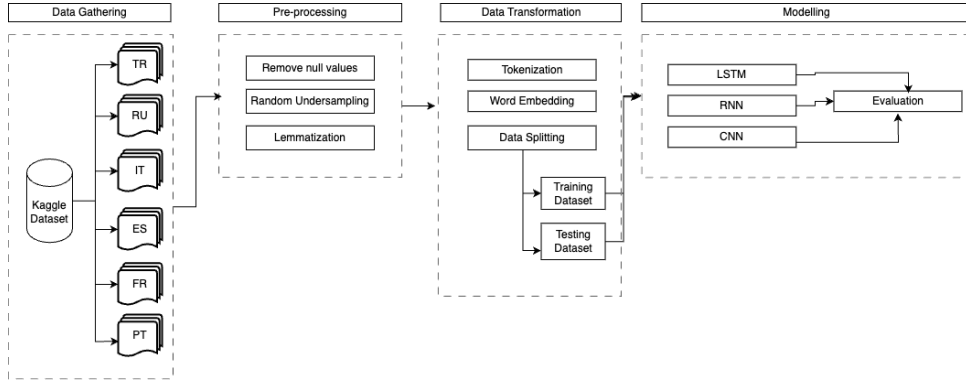 Data Gathering
Pre-processing
Data Transformation
Modelling
Kaggle
Dataset
TR
RU
IT
ES
FR
PT
Remove null values
Random Undersampling
Lemmatization
Tokenization
Word Embedding
Data Splitting
Training
Dataset
Testing
Dataset
LSTM
RNN
CNN
Evaluation